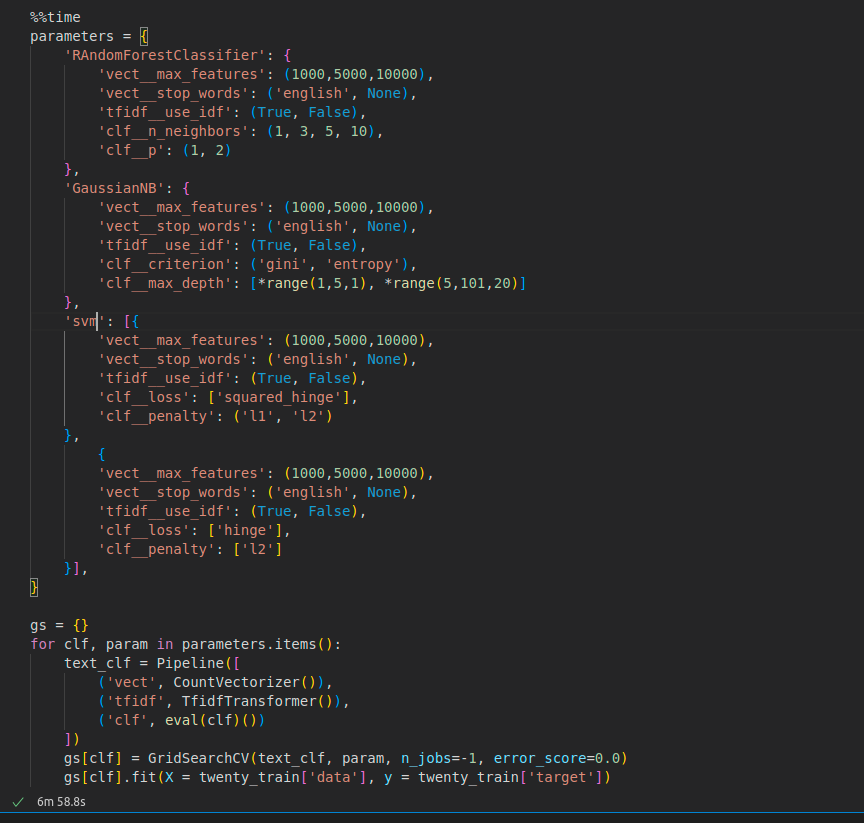 %%time
parameters = {
    'RAndomForestClassifier': {
        'vect__max_features': (1000,5000,10000),
        'vect__stop_words': ('english', None),
        'tfidf__use_idf': (True, False),
        'clf__n_neighbors': (1, 3, 5, 10),
        'clf__p': (1, 2)
    },
    'GaussianNB': {
        'vect__max_features': (1000,5000,10000),
        'vect__stop_words': ('english', None),
        'tfidf__use_idf': (True, False),
        'clf__criterion': ('gini', 'entropy'),
        'clf__max_depth': [*range(1,5,1), *range(5,101,20)]
    },
    'svm': [{
        'vect__max_features': (1000,5000,10000),
        'vect__stop_words': ('english', None),
        'tfidf__use_idf': (True, False),
        'clf__loss': ['squared_hinge'],
        'clf__penalty': ('l1', 'l2')
    },
        {
        'vect__max_features': (1000,5000,10000),
        'vect__stop_words': ('english', None),
        'tfidf__use_idf': (True, False),
        'clf__loss': ['hinge'],
        'clf__penalty': ['l2']
    }],
}

gs = {}
for clf, param in parameters.items():
    text_clf = Pipeline([
        ('vect', CountVectorizer()),
        ('tfidf', TfidfTransformer()),
        ('clf', eval(clf)())
    ])
    gs[clf] = GridSearchCV(text_clf, param, n_jobs=-1, error_score=0.0)
    gs[clf].fit(X = twenty_train['data'], y = twenty_train['target'])
✓ 6m 58.8s